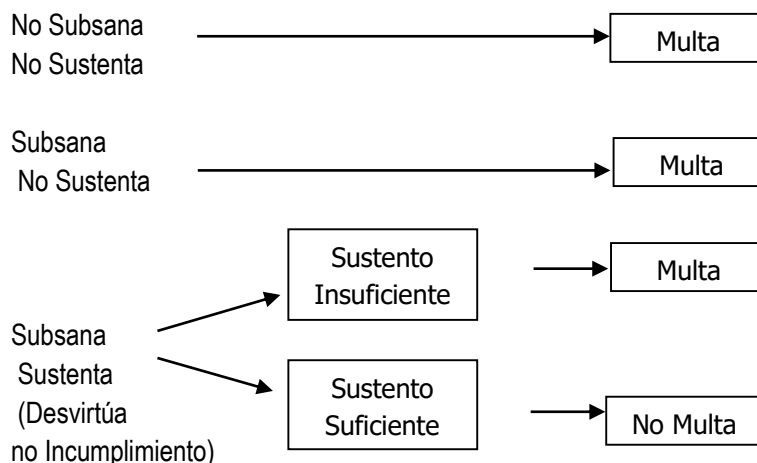 No Subsana
No Sustenta
Multa
Subsana
No Sustenta
Multa
Sustento
Insuficiente
Multa
Subsana
Sustenta
(Desvirtúa
no Incumplimiento)
Sustento
Suficiente
No Multa